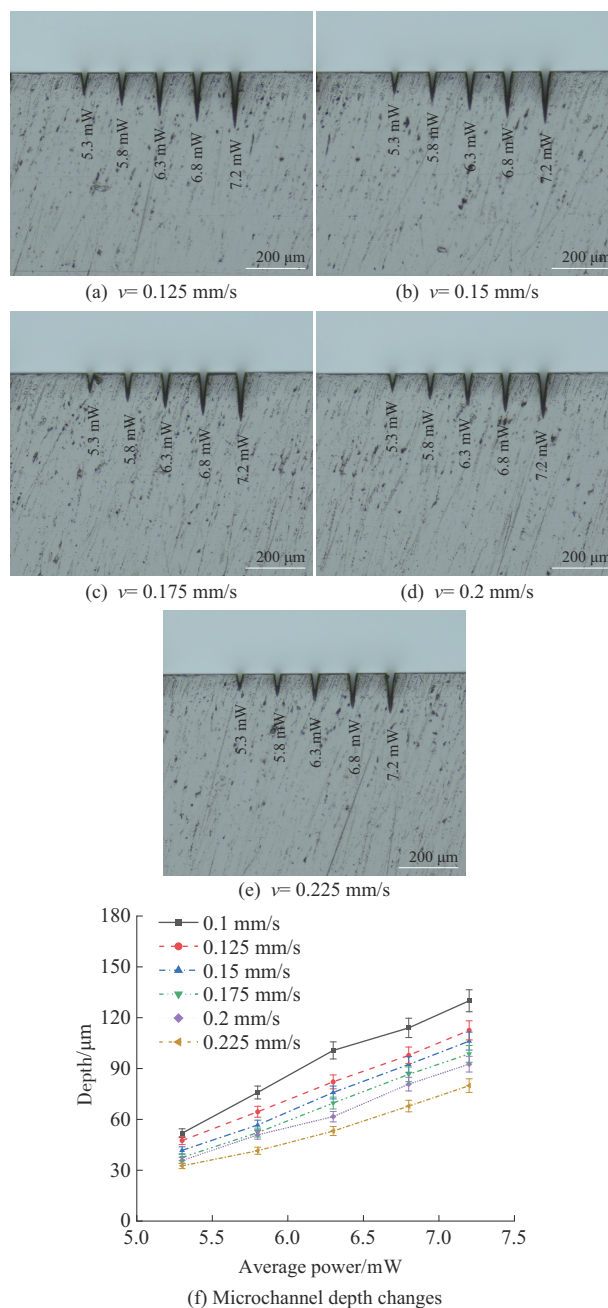 5.3 mW
5.8 mW
6.3 mW
6.8 mW
7.2 mW
200 μm
(a) v= 0.125 mm/s
5.3 mW
5.8 mW
6.3 mW
6.8 mW
7.2 mW
200 μm
(b) v= 0.15 mm/s
5.3 mW
5.8 mW
6.3 mW
6.8 mW
7.2 mW
200 μm
(c) v= 0.175 mm/s
5.3 mW
5.8 mW
6.3 mW
6.8 mW
7.2 mW
200 μm
(d) v= 0.2 mm/s
5.3 mW
5.8 mW
6.3 mW
6.8 mW
7.2 mW
200 μm
(e) v= 0.225 mm/s
180
150
120
90
60
30
0
Depth/μm
0.1 mm/s
0.125 mm/s
0.15 mm/s
0.175 mm/s
0.2 mm/s
0.225 mm/s
5.0 5.5 6.0 6.5 7.0 7.5
Average power/mW
(f) Microchannel depth changes